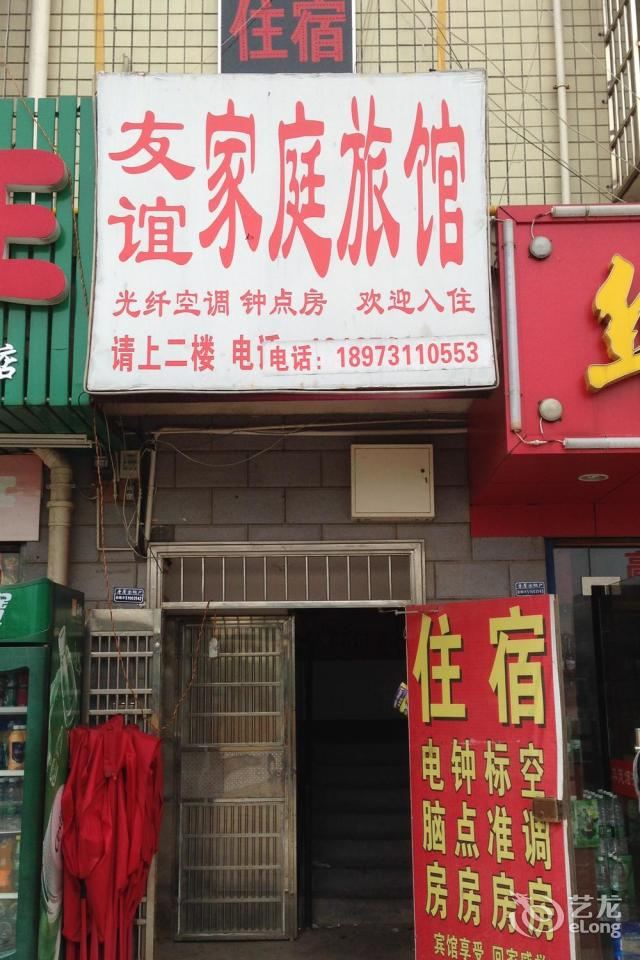 住宿
友谊家庭旅馆
光纤空调 钟点房 欢迎入住
请上二楼 电话:18973110553
E
店
住宿
电脑房
钟点房
标准房
空调房
宾馆享受
艺龙
eLong